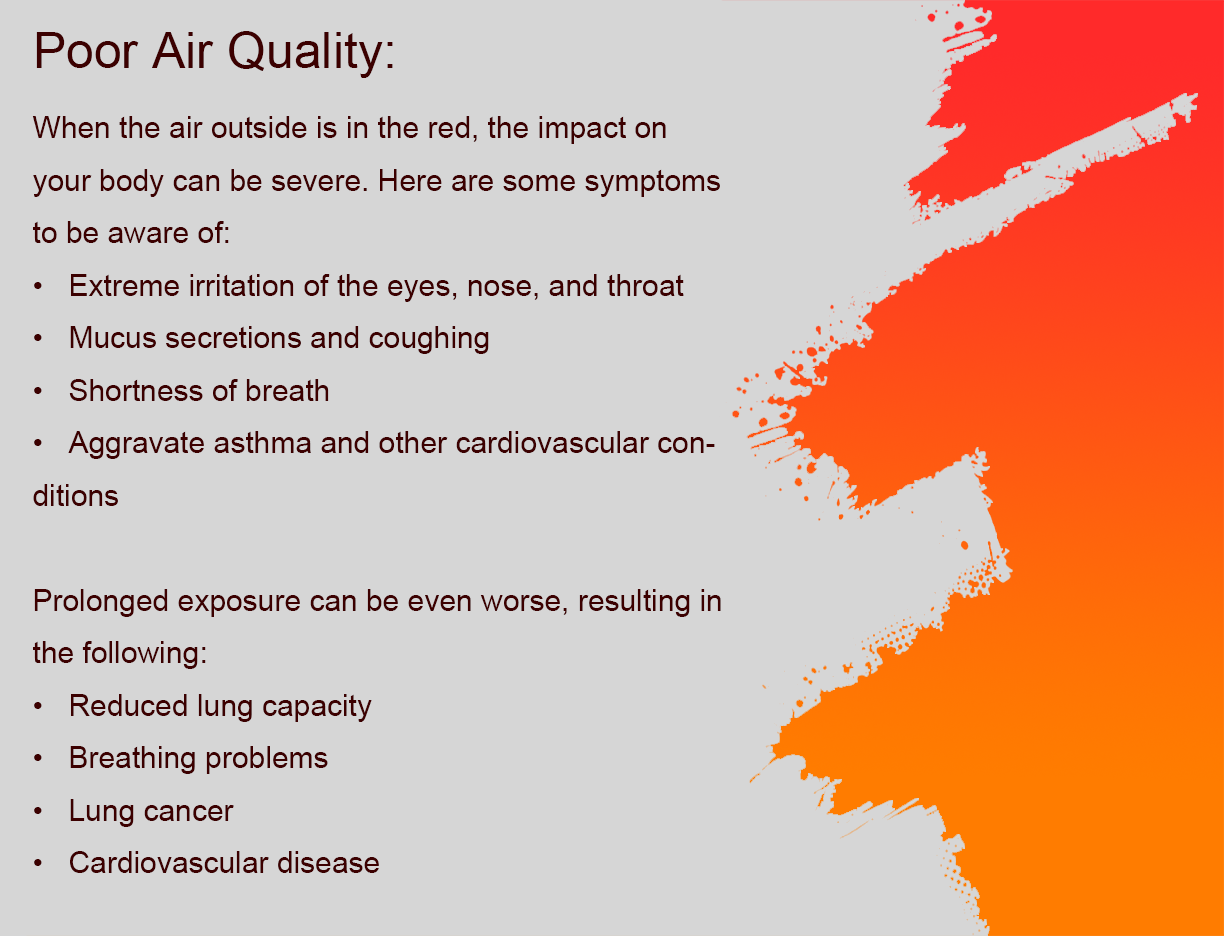 Poor Air Quality:
When the air outside is in the red, the impact on
your body can be severe. Here are some symptoms
to be aware of:
• Extreme irritation of the eyes, nose, and throat
• Mucus secretions and coughing
• Shortness of breath
• Aggravate asthma and other cardiovascular con-
ditions
Prolonged exposure can be even worse, resulting in
the following:
• Reduced lung capacity
• Breathing problems
• Lung cancer
• Cardiovascular disease